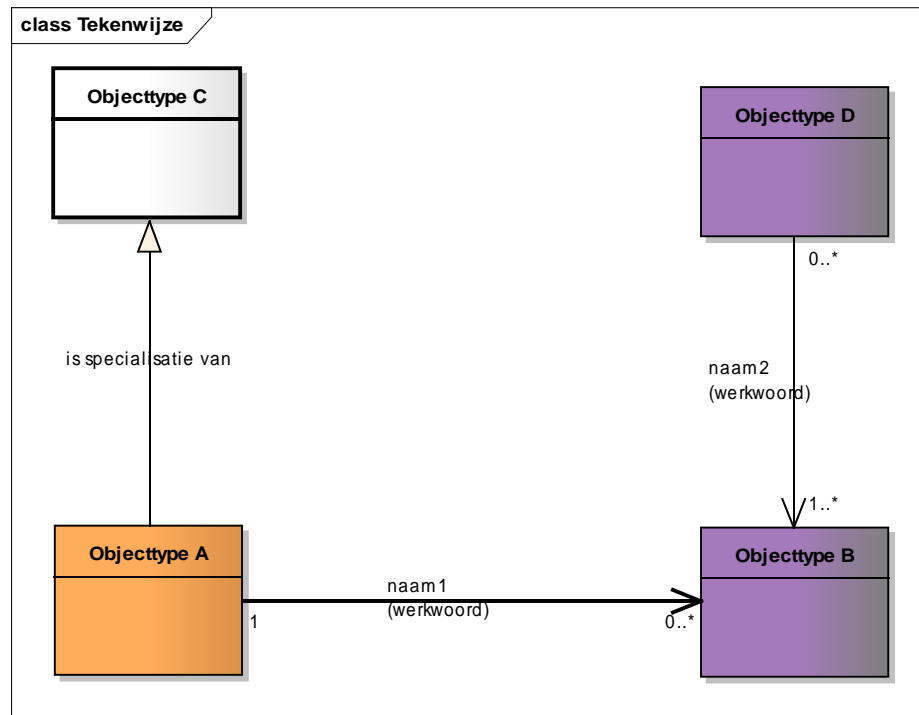 class Tekenwijze
Objecttype C
Objecttype D
0..*
is specialisatie van
naam2
(werkwoord)
1..*
Objecttype A
Objecttype B
naam1
(werkwoord)
1
0..*